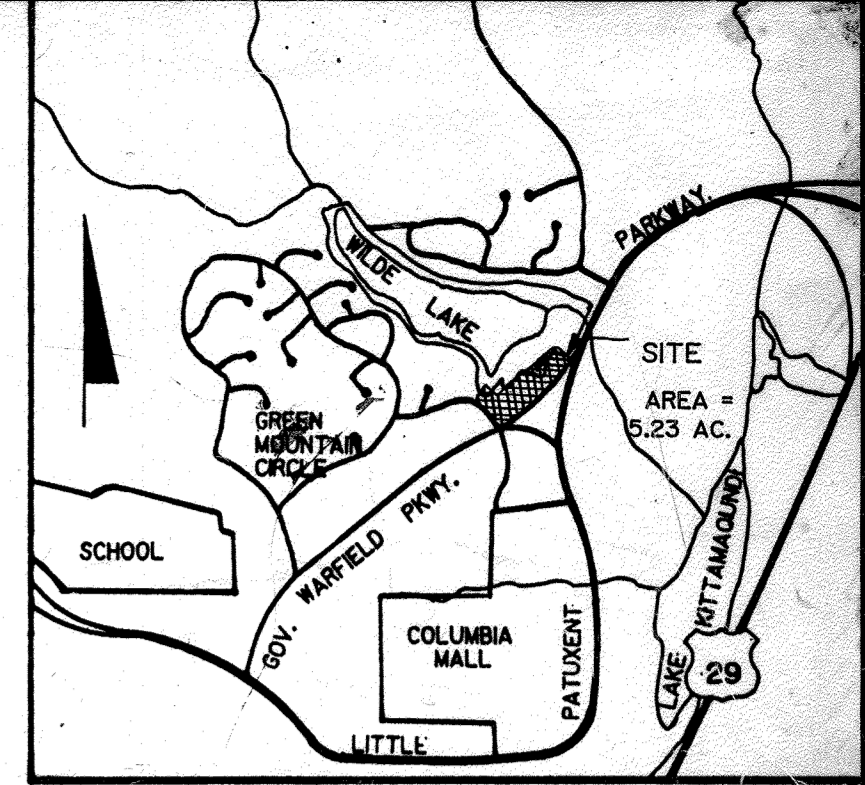 PARKWAY.
WILDE
LAKE
SITE
AREA =
5.23 AC.
GREEN
MOUNTAIN
CIRCLE
GOV. WARFIELD PKWY.
SCHOOL
COLUMBIA
MALL
PATUXENT
LITTLE
LAKE KITTAMAQUNDI
29